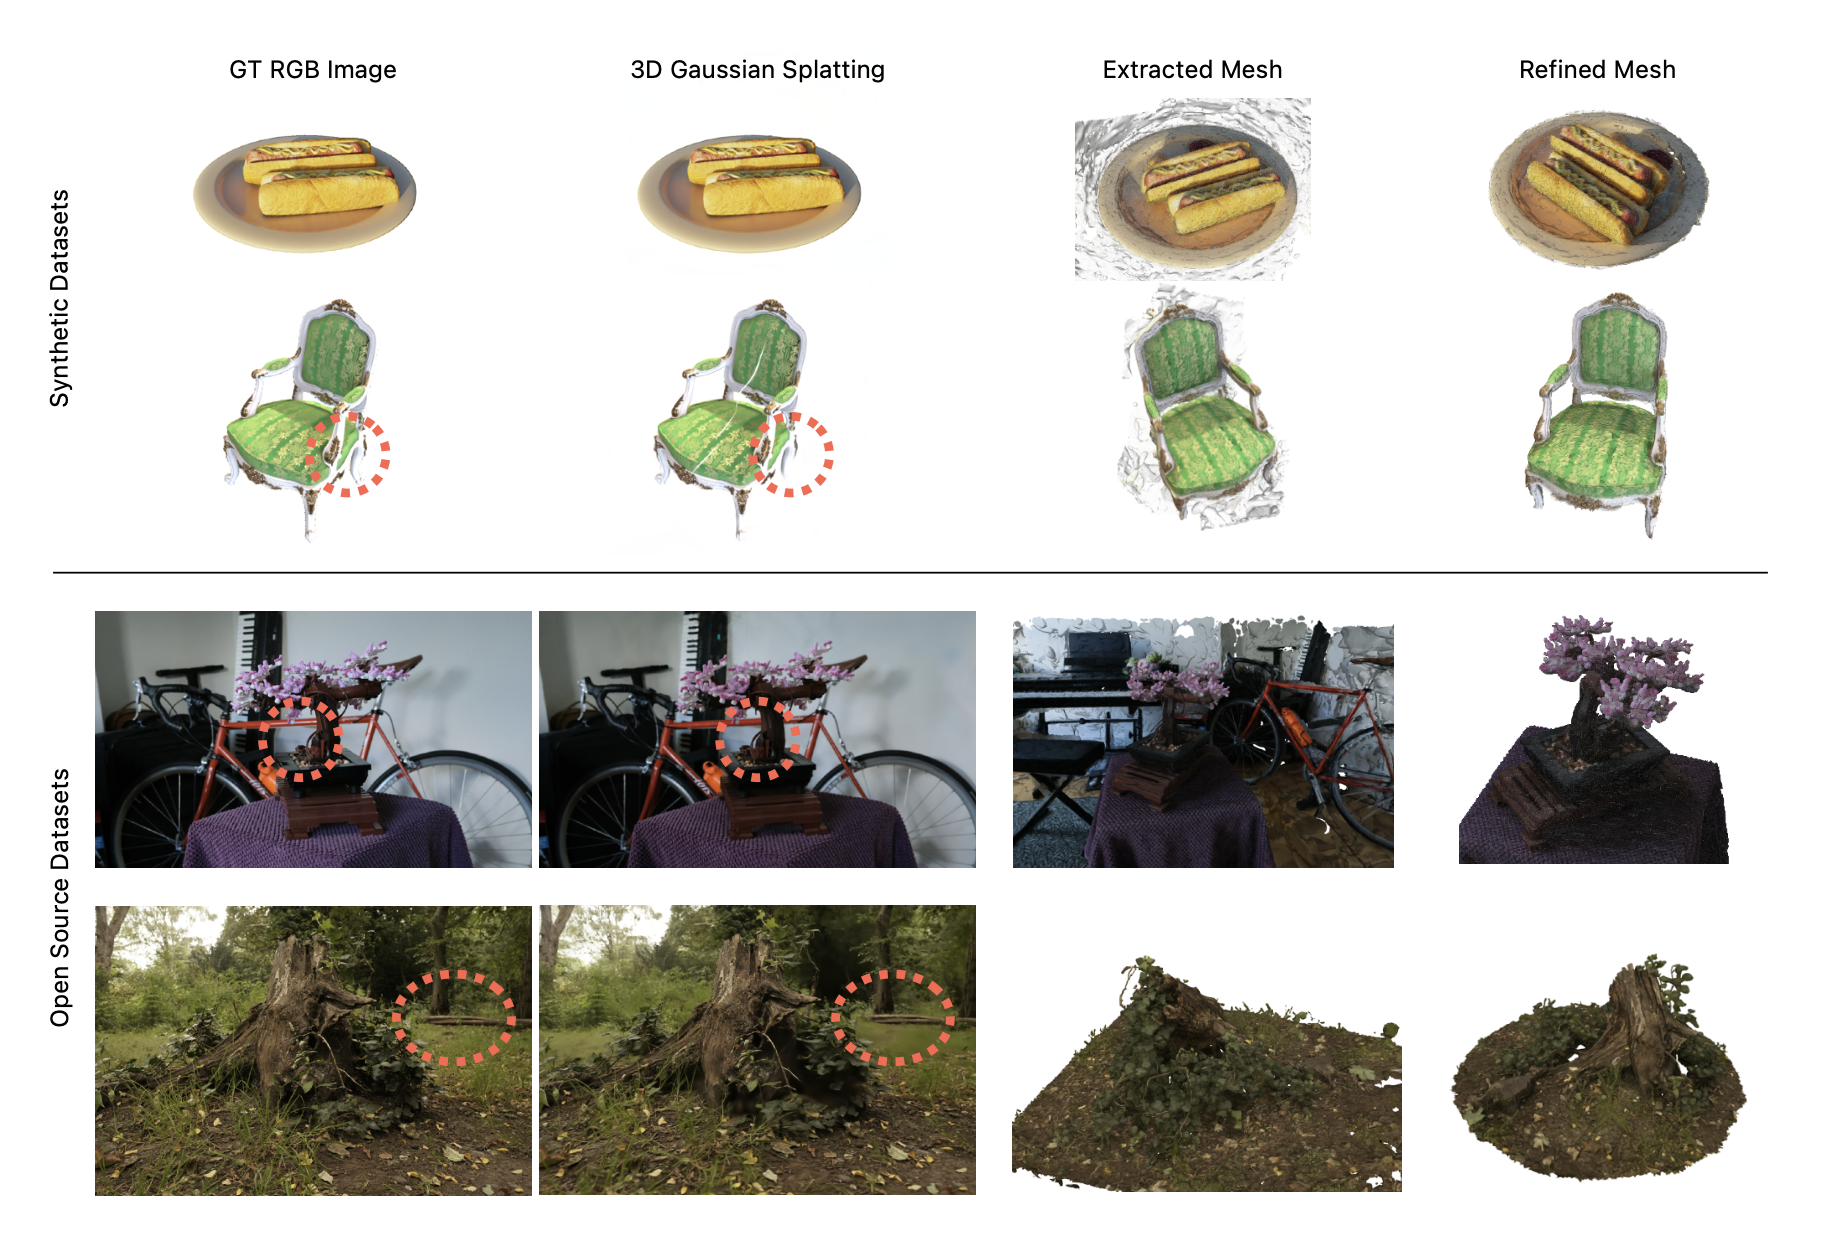 GT RGB Image
3D Gaussian Splatting
Extracted Mesh
Refined Mesh
Synthetic Datasets
Open Source Datasets